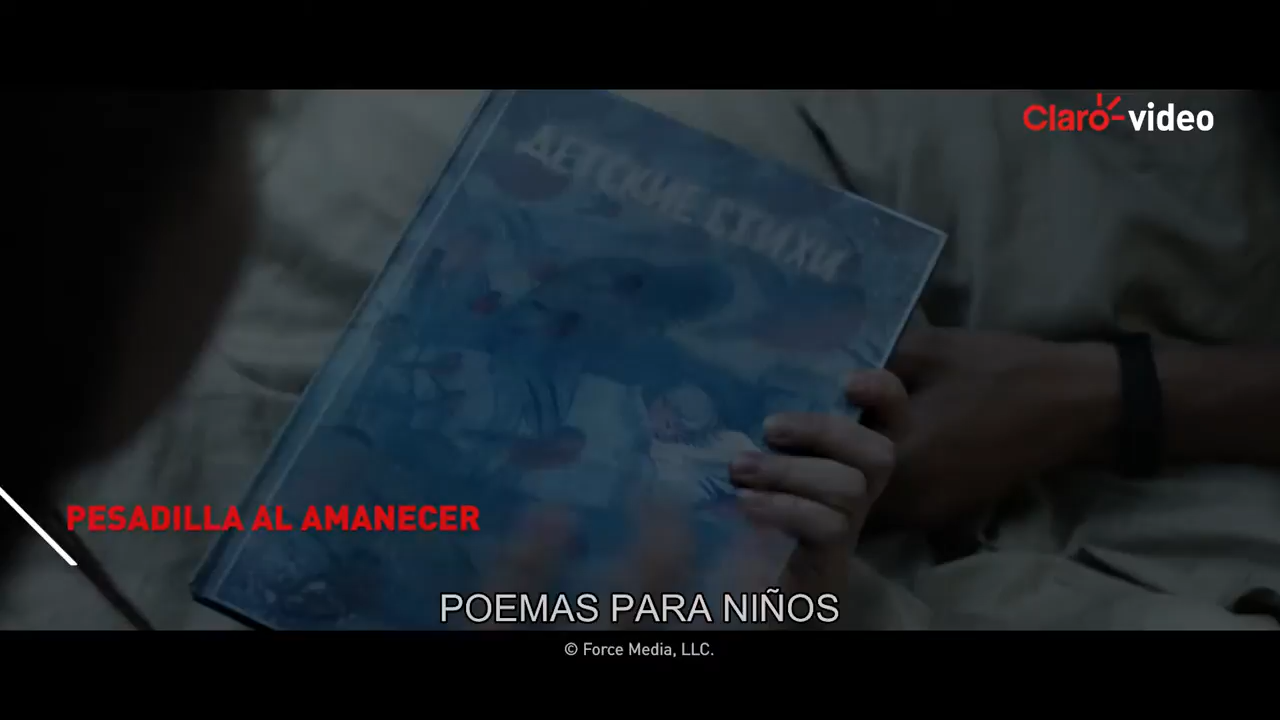 Claro-video
ДЕТСКИЕ СТИХИ
PESADILLA AL AMANECER
POEMAS PARA NIÑOS
© Force Media, LLC.